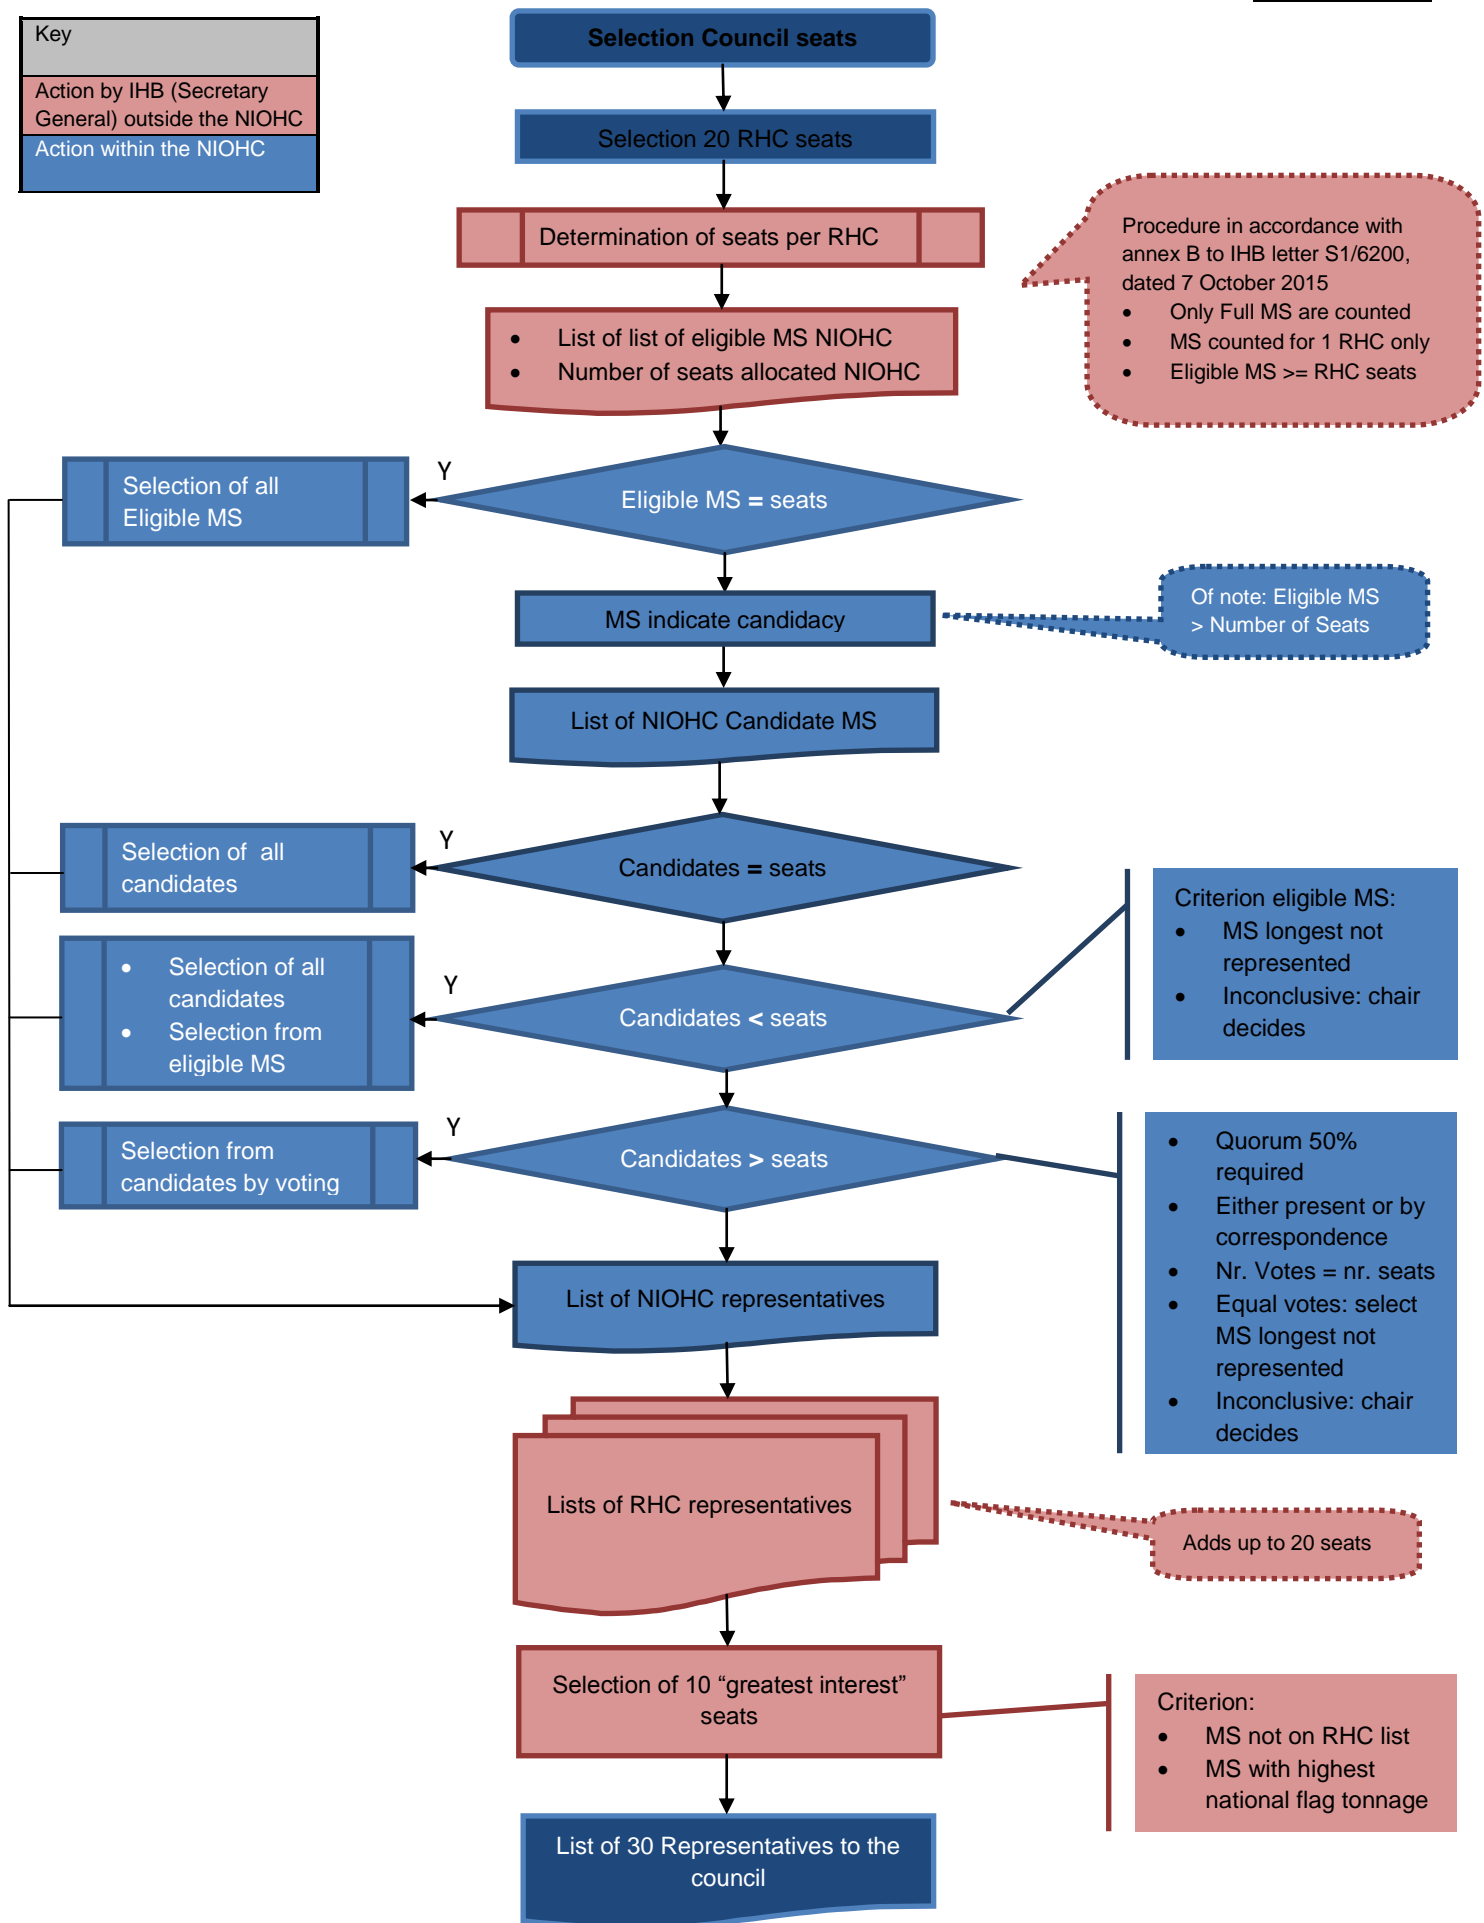 Key
Action by IHB (Secretary
General) outside the NIOHC
Action within the NIOHC
Selection Council seats
Selection 20 RHC seats
Determination of seats per RHC
Procedure in accordance with
annex B to IHB letter S1/6200,
dated 7 October 2015
• Only Full MS are counted
• MS counted for 1 RHC only
• Eligible MS >= RHC seats
• List of list of eligible MS NIOHC
• Number of seats allocated NIOHC
Y
Selection of all
Eligible MS
Eligible MS = seats
MS indicate candidacy
Of note: Eligible MS
> Number of Seats
List of NIOHC Candidate MS
Y
Selection of all
candidates
Candidates = seats
Criterion eligible MS:
• MS longest not
represented
• Inconclusive: chair
decides
Y
• Selection of all
candidates
• Selection from
eligible MS
Candidates < seats
Y
Selection from
candidates by voting
Candidates > seats
• Quorum 50%
required
• Either present or by
correspondence
• Nr. Votes = nr. seats
• Equal votes: select
MS longest not
represented
• Inconclusive: chair
decides
List of NIOHC representatives
Lists of RHC representatives
Adds up to 20 seats
Selection of 10 “greatest interest”
seats
Criterion:
• MS not on RHC list
• MS with highest
national flag tonnage
List of 30 Representatives to the
council